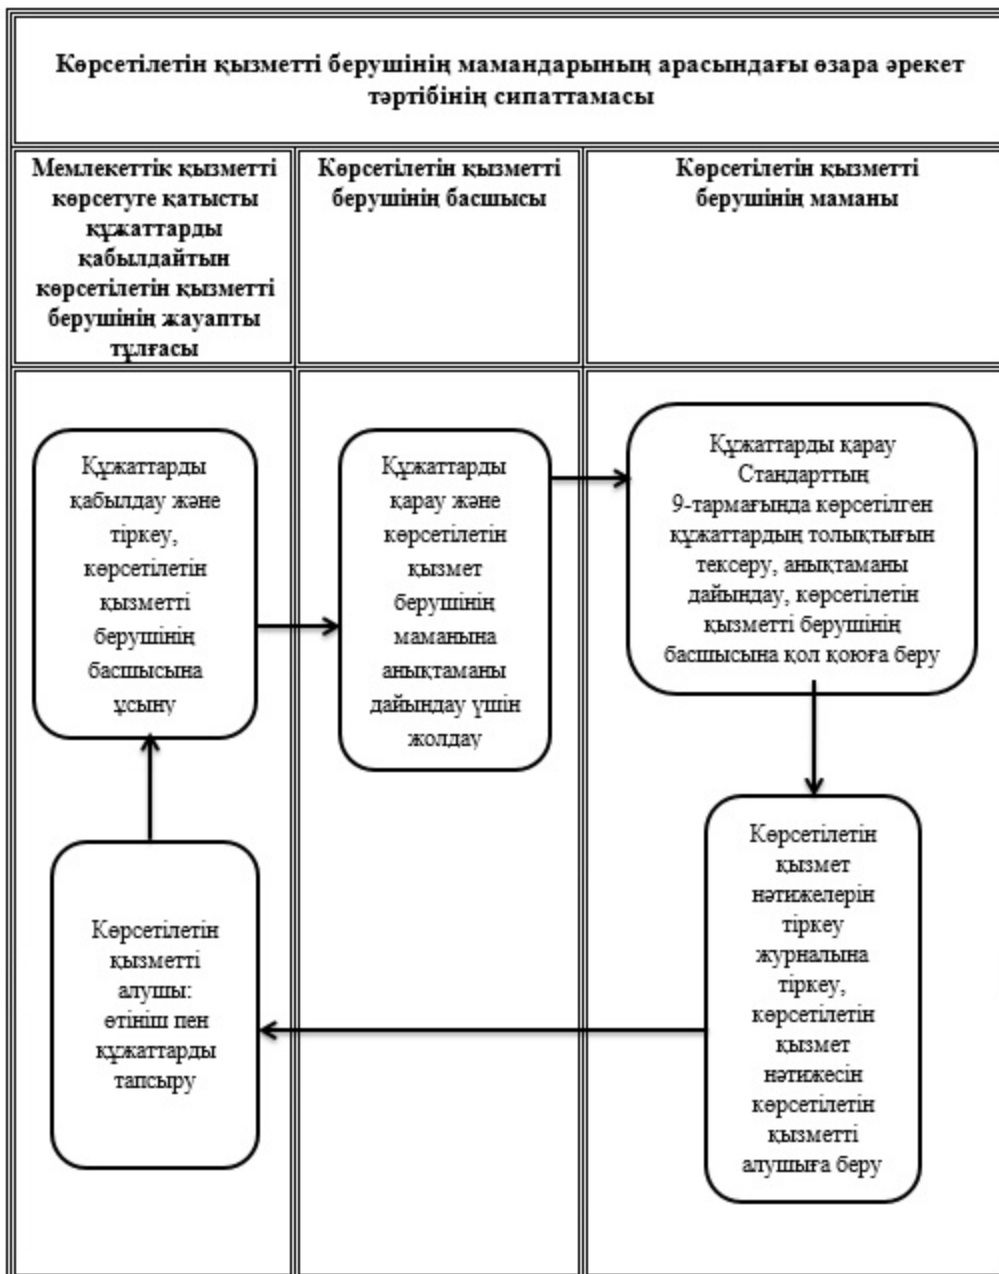 Көрсетілетін қызметті берушінің мамандарының арасындағы өзара әрекет
тәртібінің сипаттамасы
Мемлекеттік қызметті
көрсетуге қатысты
құжаттарды
қабылдайтын
көрсетілетін қызметті
берушінің жауапты
тұлғасы
Көрсетілетін қызметті
берушінің басшысы
Көрсетілетін қызметті
берушінің маманы
Құжаттарды
қабылдау және
тіркеу,
көрсетілетін
қызметті
берушінің
басшысына
ұсыну
Құжаттарды
қарау және
көрсетілетін
қызмет
берушінің
маманына
анықтаманы
дайындау үшін
жолдау
Құжаттарды қарау
Стандарттың
9-тармағында көрсетілген
құжаттардың толықтығын
тексеру, анықтаманы
дайындау, көрсетілетін
қызметті берушінің
басшысына қол қоюға беру
Көрсетілетін
қызметті
алушы:
өтініш пен
құжаттарды
тапсыру
Көрсетілетін
қызмет
нәтижелерін
тіркеу
журналына
тіркеу,
көрсетілетін
қызмет
нәтижесін
көрсетілетін
қызметті
алушыға беру